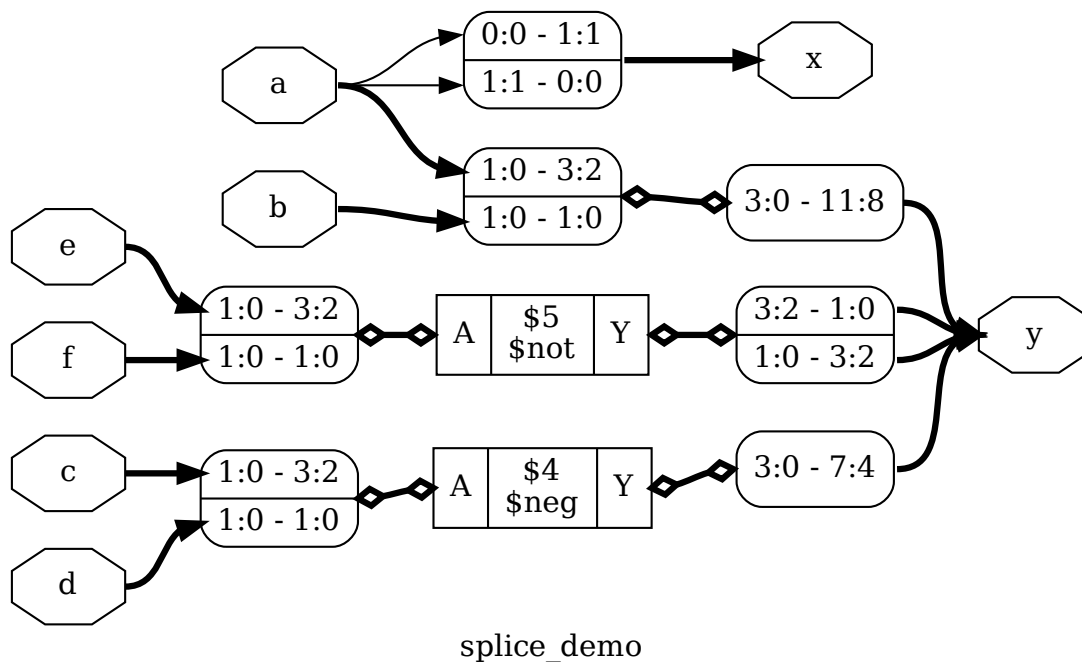 a
0:0 - 1:1
1:1 - 0:0
x
b
1:0 - 3:2
1:0 - 1:0
3:0 - 11:8
e
f
1:0 - 3:2
1:0 - 1:0
A
$5
$not
Y
3:2 - 1:0
1:0 - 3:2
y
c
d
1:0 - 3:2
1:0 - 1:0
A
$4
$neg
Y
3:0 - 7:4
splice_demo